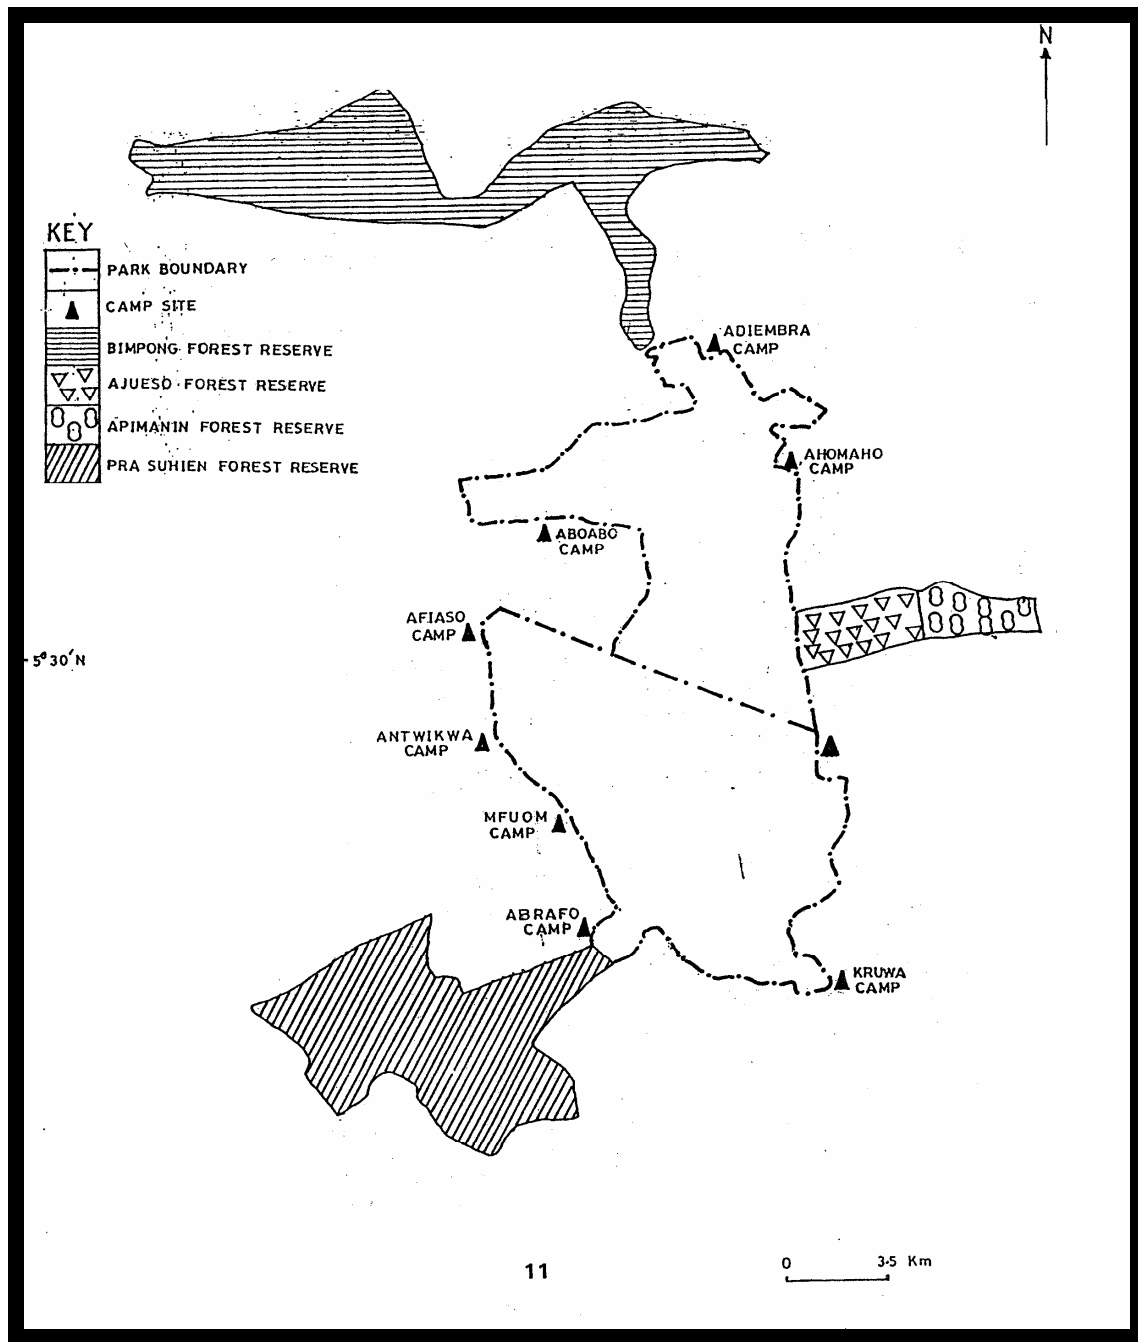 N
KEY
PARK BOUNDARY
CAMP SITE
BIMPONG FOREST RESERVE
AJUESO FOREST RESERVE
APIMANIN FOREST RESERVE
PRA SUHIEN FOREST RESERVE
ADIEMBRA
CAMP
AHOMAHO
CAMP
ABOABO
CAMP
AFIASO
CAMP
5°30'N
ANTWIKWA
CAMP
MFUOM
CAMP
ABRAFO
CAMP
KRUWA
CAMP
0 3·5 Km
11